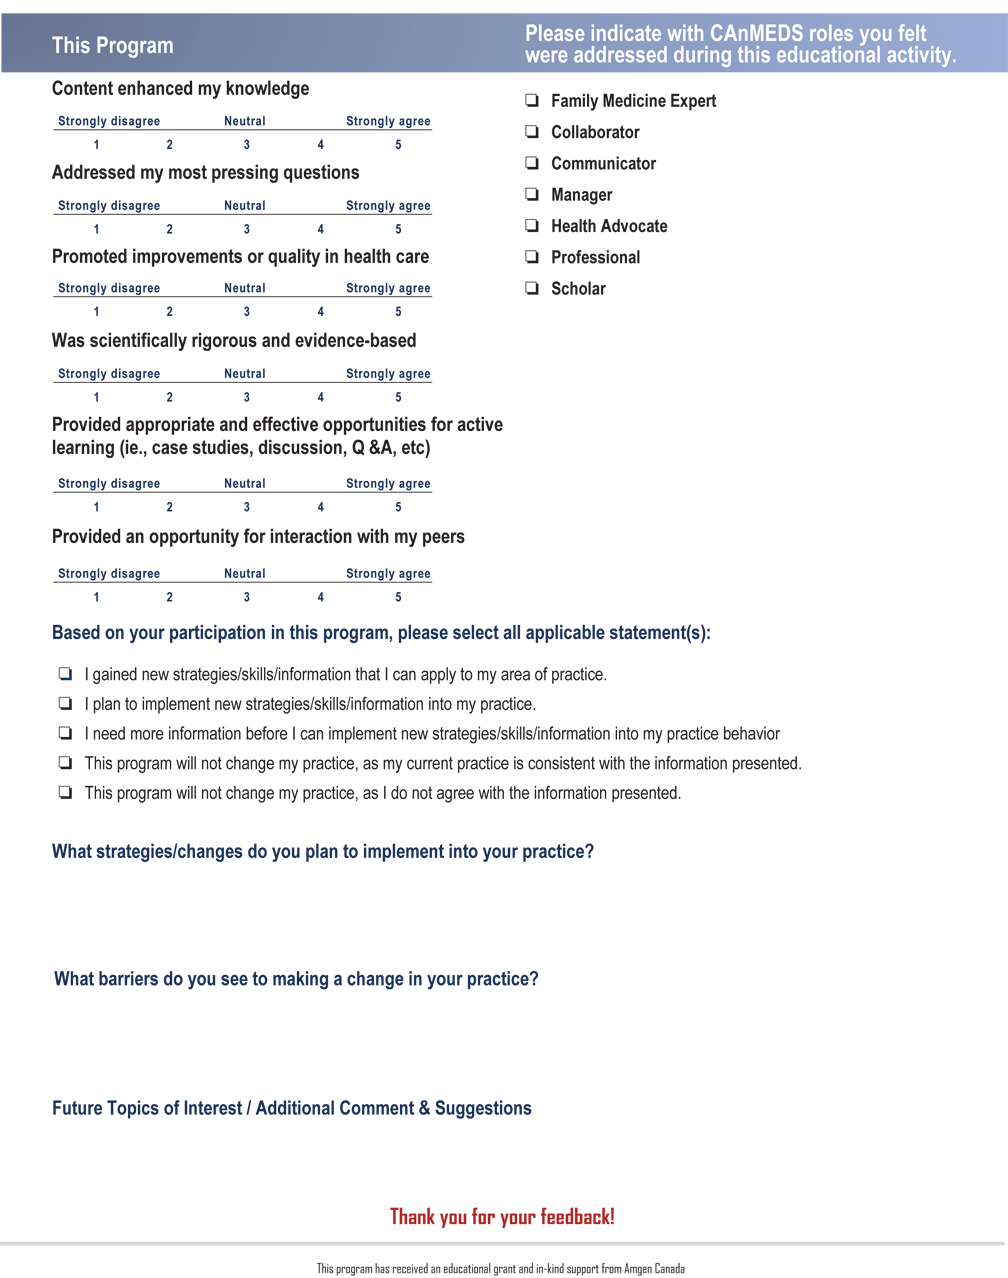 This Program
Please indicate with CAnMEDS roles you felt
were addressed during this educational activity.
Content enhanced my knowledge
Strongly disagree Neutral Strongly agree
1 2 3 4 5
Addressed my most pressing questions
Strongly disagree Neutral Strongly agree
1 2 3 4 5
Promoted improvements or quality in health care
Strongly disagree Neutral Strongly agree
1 2 3 4 5
Was scientifically rigorous and evidence-based
Strongly disagree Neutral Strongly agree
1 2 3 4 5
Provided appropriate and effective opportunities for active
learning (ie., case studies, discussion, Q &A, etc)
Strongly disagree Neutral Strongly agree
1 2 3 4 5
Provided an opportunity for interaction with my peers
Strongly disagree Neutral Strongly agree
1 2 3 4 5
❏ Family Medicine Expert
❏ Collaborator
❏ Communicator
❏ Manager
❏ Health Advocate
❏ Professional
❏ Scholar
Based on your participation in this program, please select all applicable statement(s):
❏ I gained new strategies/skills/information that I can apply to my area of practice.
❏ I plan to implement new strategies/skills/information into my practice.
❏ I need more information before I can implement new strategies/skills/information into my practice behavior
❏ This program will not change my practice, as my current practice is consistent with the information presented.
❏ This program will not change my practice, as I do not agree with the information presented.
What strategies/changes do you plan to implement into your practice?
What barriers do you see to making a change in your practice?
Future Topics of Interest / Additional Comment & Suggestions
Thank you for your feedback!
This program has received an educational grant and in-kind support from Amgen Canada